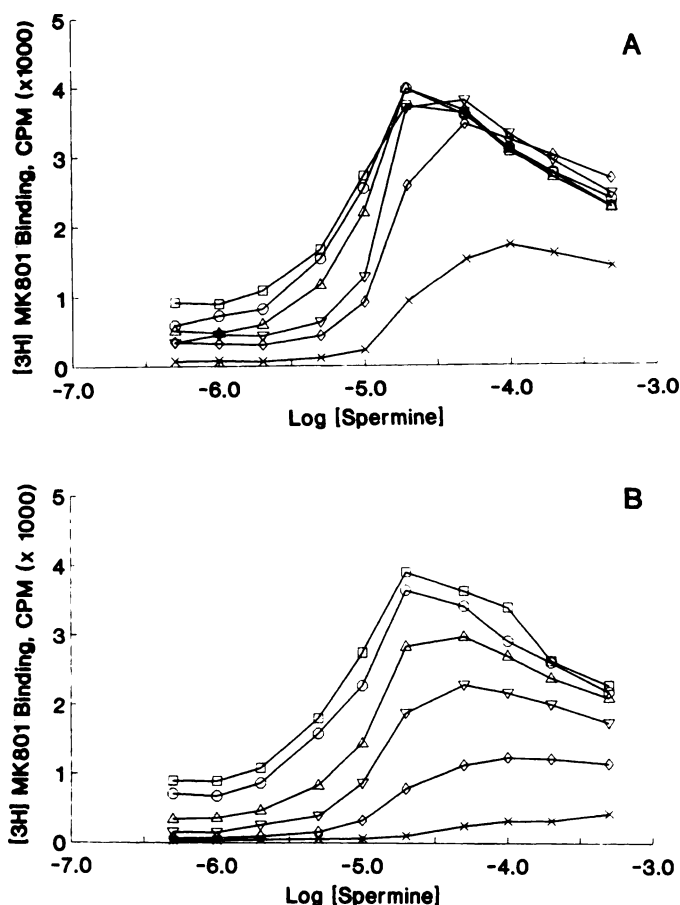 A
[3H] MK801 Binding, CPM (x1000)
5
4
3
2
1
0
-7.0 -6.0 -5.0 -4.0 -3.0
Log [Spermine]
B
[3H] MK801 Binding, CPM (x 1000)
5
4
3
2
1
0
-7.0 -6.0 -5.0 -4.0 -3.0
Log [Spermine]